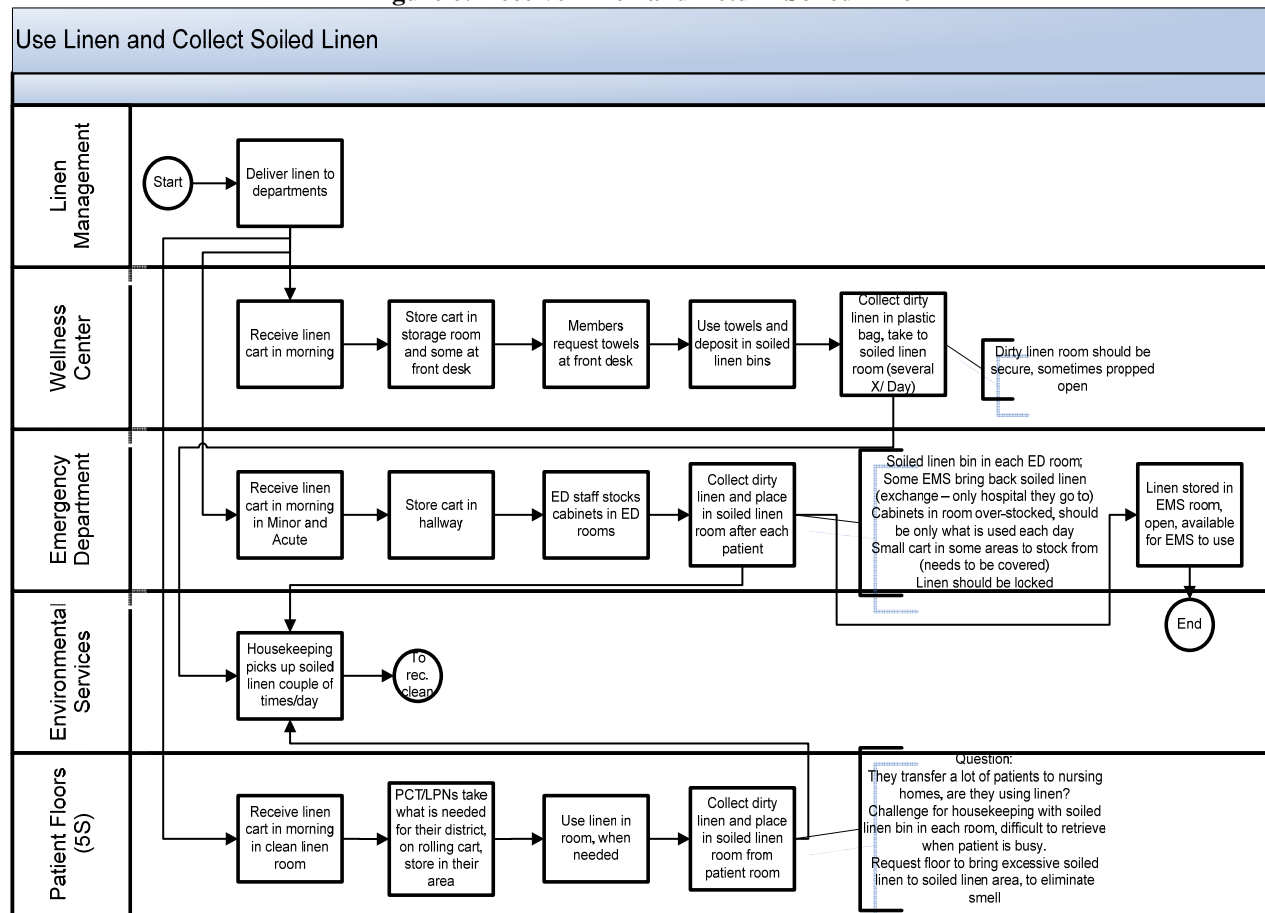 Use Linen and Collect Soiled Linen
Linen
Management
Start
Deliver linen to
departments
Wellness
Center
Receive linen
cart in morning
Store cart in
storage room
and some at
front desk
Members
request towels
at front desk
Use towels and
deposit in soiled
linen bins
Collect dirty
linen in plastic
bag, take to
soiled linen
room (several
X/ Day)
Dirty linen room should be
secure, sometimes propped
open
Emergency
Department
Receive linen
cart in morning
in Minor and
Acute
Store cart in
hallway
ED staff stocks
cabinets in ED
rooms
Collect dirty
linen and place
in soiled linen
room after each
patient
Soiled linen bin in each ED room;
Some EMS bring back soiled linen
(exchange – only hospital they go to)
Cabinets in room over-stocked, should
be only what is used each day
Small cart in some areas to stock from
(needs to be covered)
Linen should be locked
Linen stored in
EMS room,
open, available
for EMS to use
End
Environmental
Services
Housekeeping
picks up soiled
linen couple of
times/day
To
rec.
clean
Patient Floors
(5S)
Receive linen
cart in morning
in clean linen
room
PCT/LPNs take
what is needed
for their district,
on rolling cart,
store in their
area
Use linen in
room, when
needed
Collect dirty
linen and place
in soiled linen
room from
patient room
Question:
They transfer a lot of patients to nursing
homes, are they using linen?
Challenge for housekeeping with soiled
linen bin in each room, difficult to retrieve
when patient is busy.
Request floor to bring excessive soiled
linen to soiled linen area, to eliminate
smell